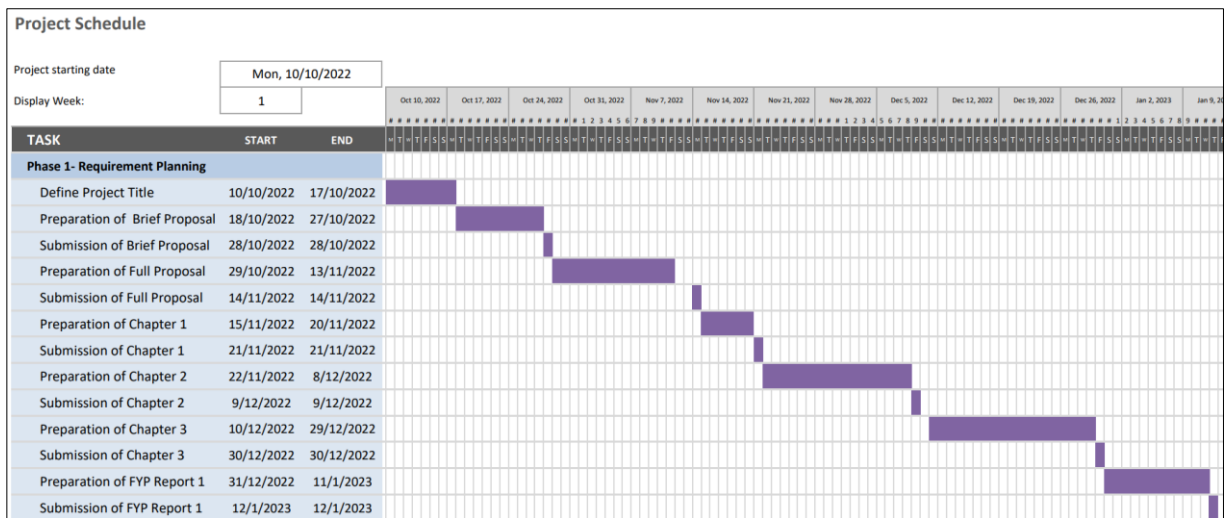 Project Schedule
Project starting date Mon, 10/10/2022
Display Week: 1
Oct 10, 2022 Oct 17, 2022 Oct 24, 2022 Oct 31, 2022 Nov 7, 2022 Nov 14, 2022 Nov 21, 2022 Nov 28, 2022 Dec 5, 2022 Dec 12, 2022 Dec 19, 2022 Dec 26, 2022 Jan 2, 2023 Jan 9, 20
TASK START END
Phase 1- Requirement Planning
Define Project Title 10/10/2022 17/10/2022
Preparation of Brief Proposal 18/10/2022 27/10/2022
Submission of Brief Proposal 28/10/2022 28/10/2022
Preparation of Full Proposal 29/10/2022 13/11/2022
Submission of Full Proposal 14/11/2022 14/11/2022
Preparation of Chapter 1 15/11/2022 20/11/2022
Submission of Chapter 1 21/11/2022 21/11/2022
Preparation of Chapter 2 22/11/2022 8/12/2022
Submission of Chapter 2 9/12/2022 9/12/2022
Preparation of Chapter 3 10/12/2022 29/12/2022
Submission of Chapter 3 30/12/2022 30/12/2022
Preparation of FYP Report 1 31/12/2022 11/1/2023
Submission of FYP Report 1 12/1/2023 12/1/2023